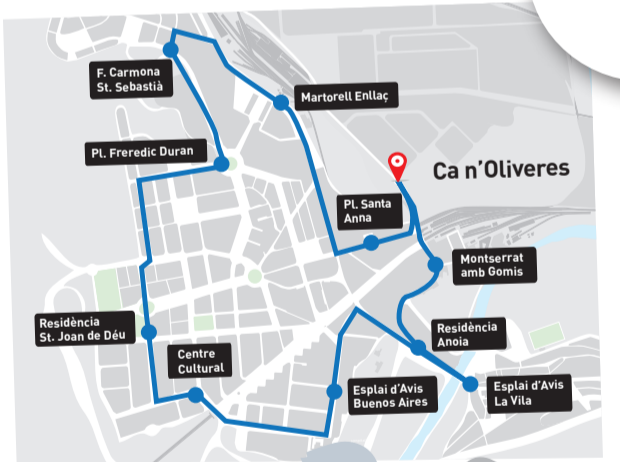 F. Carmona
St. Sebastià
Martorell Enllaç
Pl. Freredic Duran
Ca n'Oliveres
Pl. Santa
Anna
Montserrat
amb Gomis
Residència
St. Joan de Déu
Residència
Anoia
Centre
Cultural
Esplai d'Avis
Buenos Aires
Esplai d'Avis
La Vila